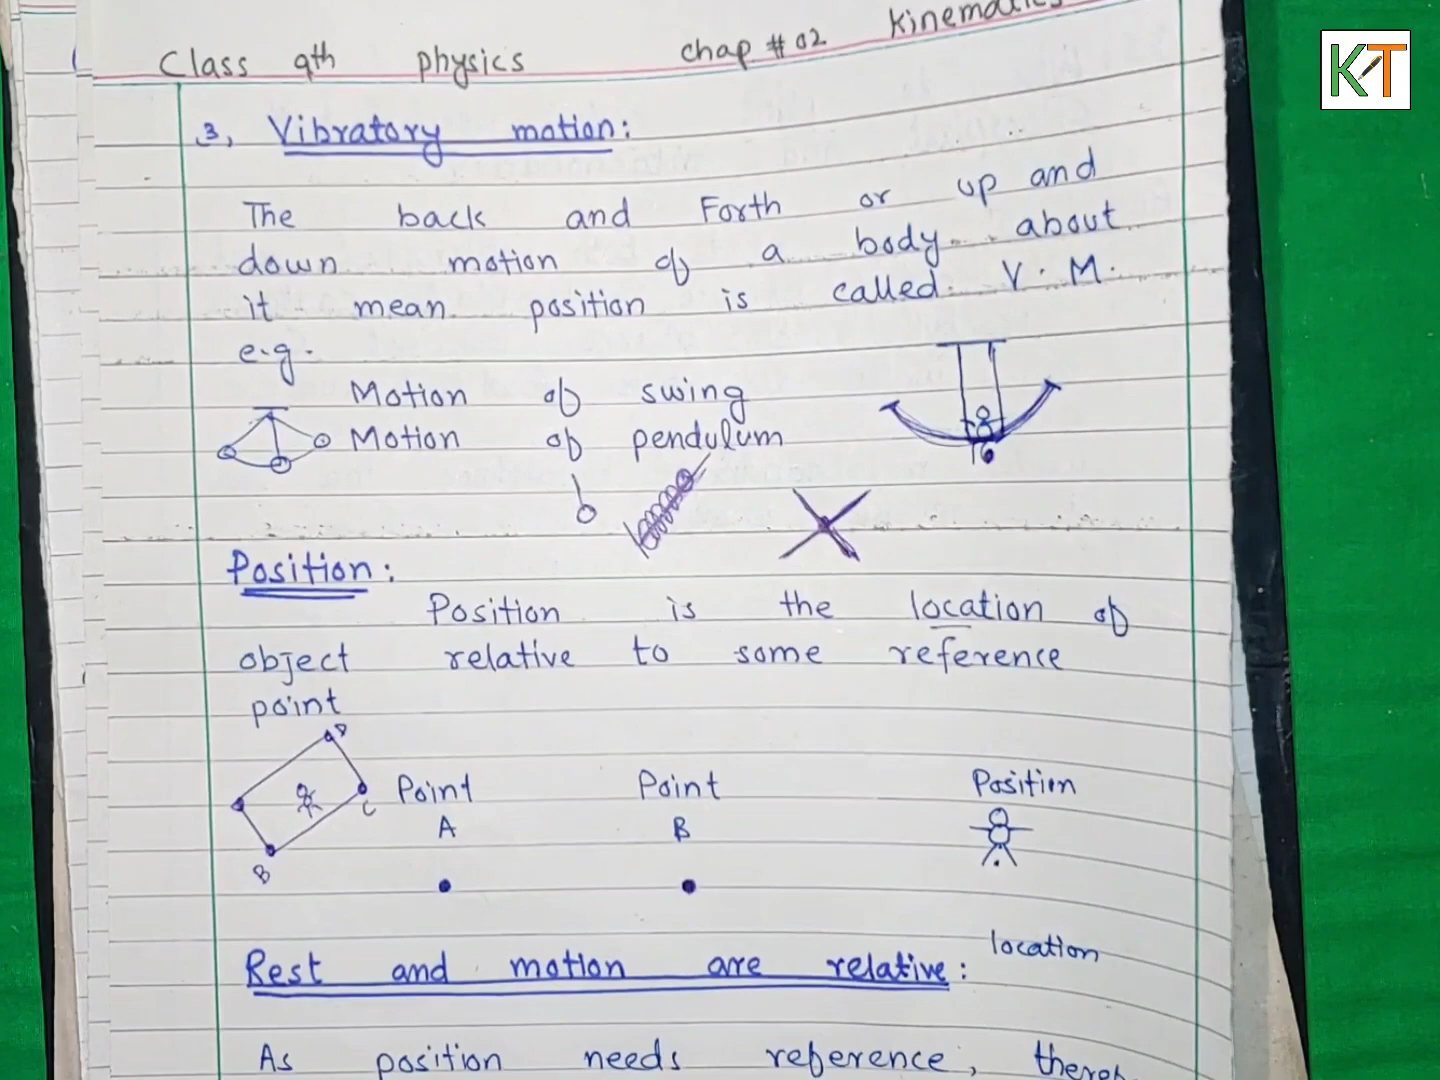 Class 9th physics chap # 02 Kinematics
KT
3, Vibratory motion:
The back and Forth or up and
down motion of a body about
it mean position is called V.M.
e.g.
Motion of swing
Motion of pendulum
Position:
Position is the location of
object relative to some reference
point
D
C
B
Point Point Position
A B
location
Rest and motion are relative:
As position needs reference,